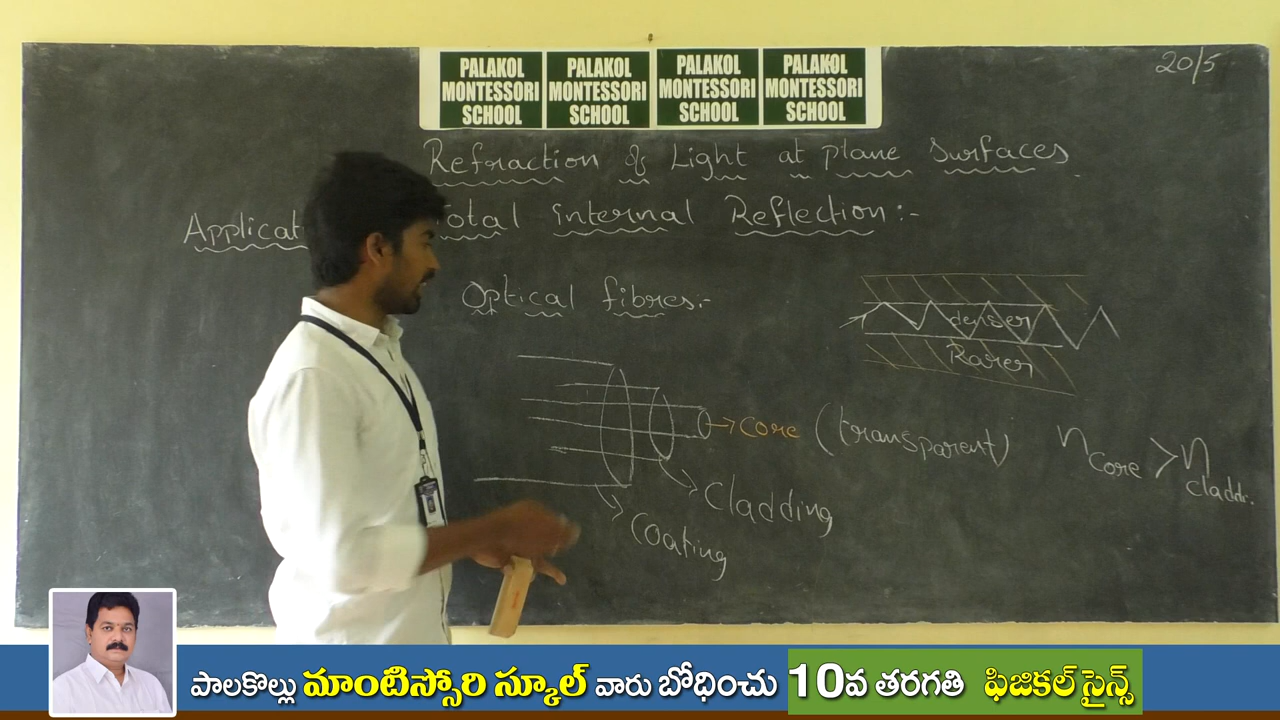 PALAKOL MONTESSORI SCHOOL PALAKOL MONTESSORI SCHOOL PALAKOL MONTESSORI SCHOOL PALAKOL MONTESSORI SCHOOL
20/5
Refraction of Light at plane Surfaces
Total internal Reflection:-
Optical fibres:-
denser
Rarer
core (transparent) n core > n
Cladding
Coating
పాలకొల్లు మాంటిస్సోరి స్కూల్ వారు బోధించు 10వ తరగతి ఫిజికల్ సైన్స్